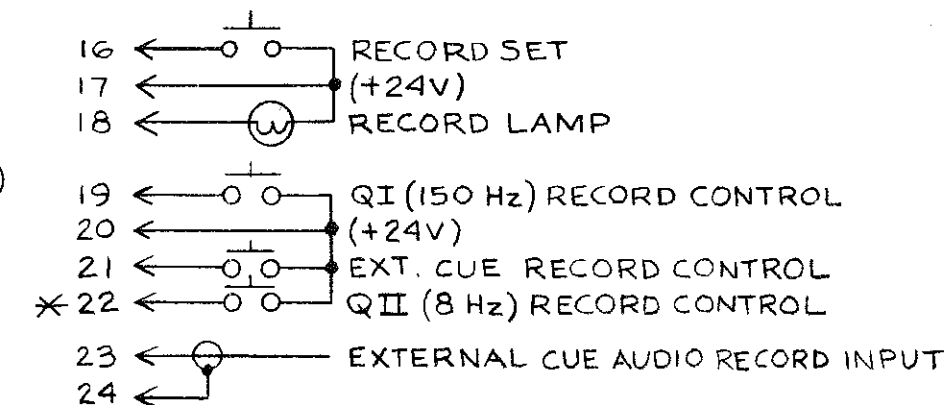 16 RECORD SET
17 (+24V)
18 RECORD LAMP
19 QI (150 Hz) RECORD CONTROL
20 (+24V)
21 EXT. CUE RECORD CONTROL
* 22 QII (8 Hz) RECORD CONTROL
23 EXTERNAL CUE AUDIO RECORD INPUT
24